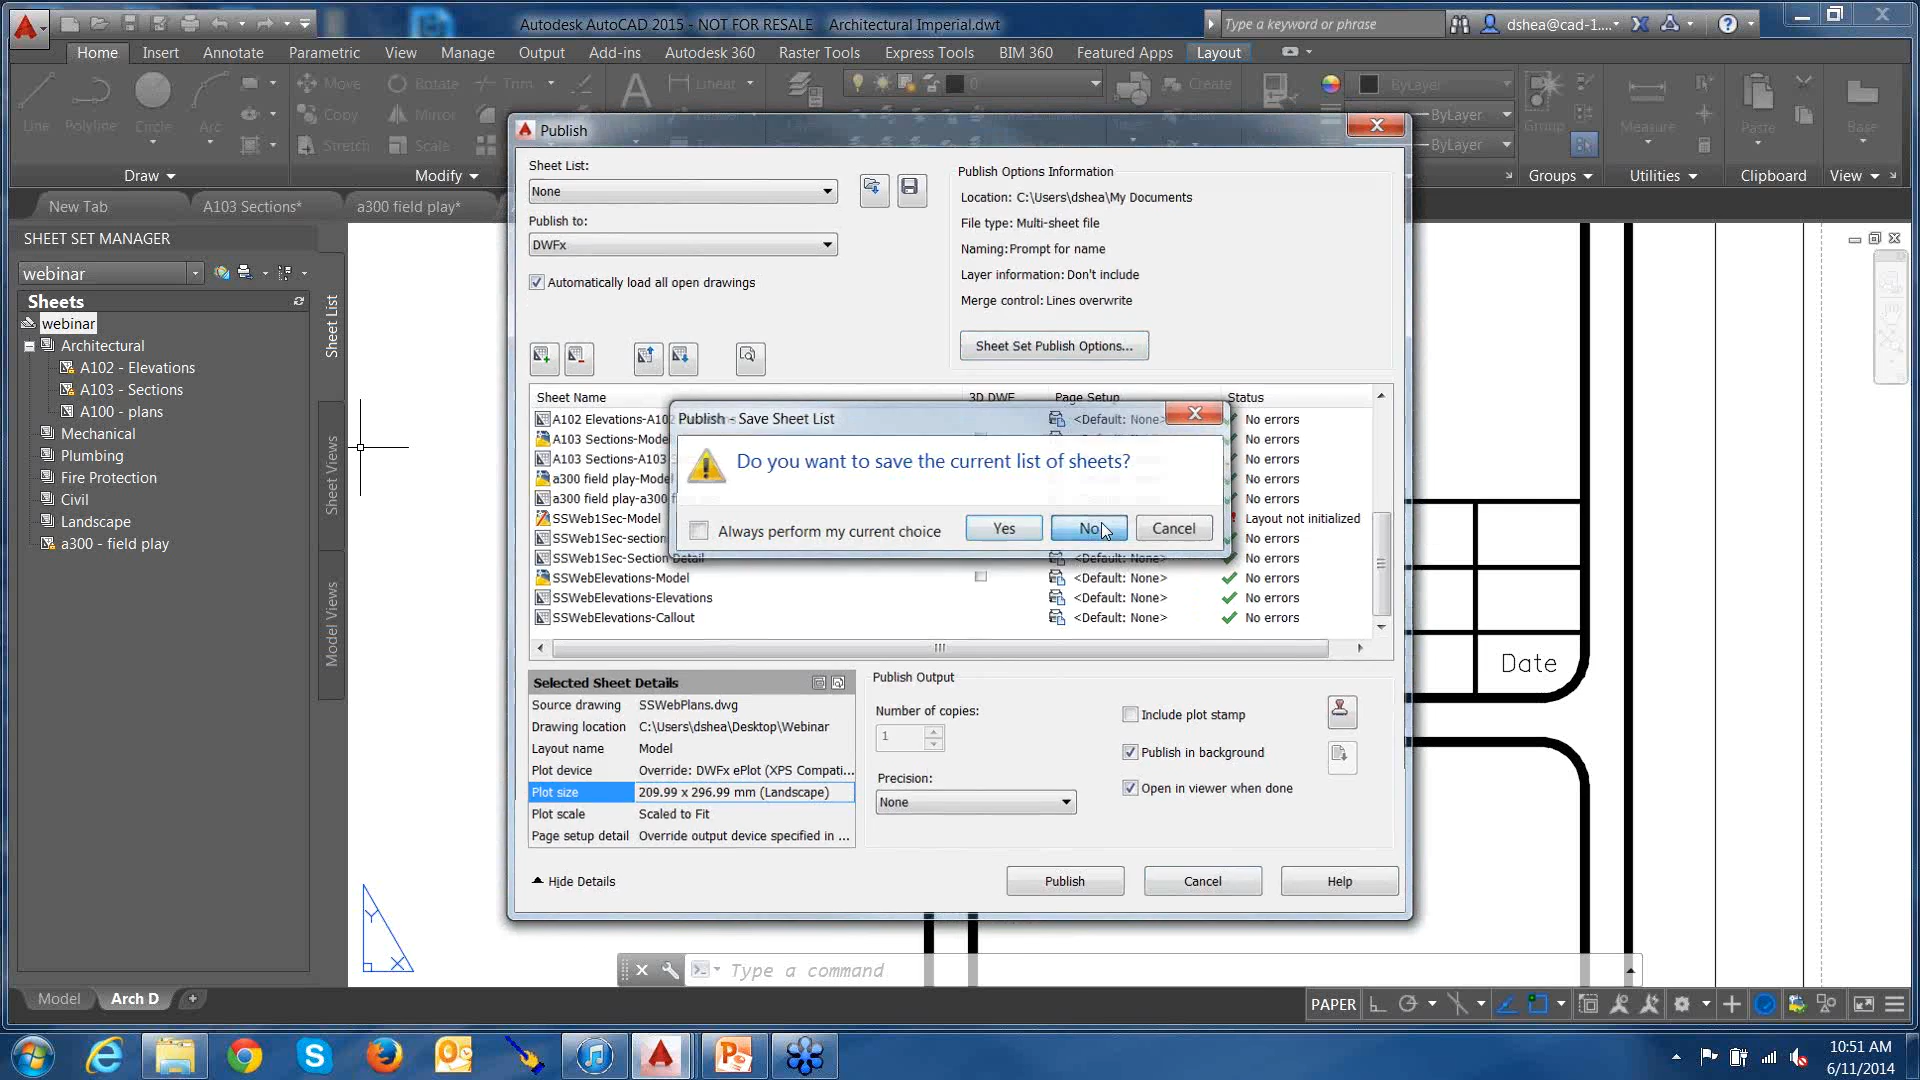 Autodesk AutoCAD 2015 - NOT FOR RESALE    Architectural Imperial.dwt
Type a keyword or phrase
dshea@cad-1....
Home
Insert
Annotate
Parametric
View
Manage
Output
Add-ins
Autodesk 360
Raster Tools
Express Tools
BIM 360
Featured Apps
Layout
Line
Polyline
Circle
Arc
Move
Copy
Stretch
Rotate
Mirror
Scale
Trim
Linear
0
Create
ByLayer
ByLayer
ByLayer
Group
Measure
Paste
Base
Draw
Modify
Groups
Utilities
Clipboard
View
New Tab
A103 Sections*
a300 field play*
SHEET SET MANAGER
webinar
Sheets
webinar
Architectural
A102 - Elevations
A103 - Sections
A100 - plans
Mechanical
Plumbing
Fire Protection
Civil
Landscape
a300 - field play
Sheet List
Sheet Views
Model Views
Publish
Sheet List:
None
Publish to:
DWFx
Automatically load all open drawings
Publish Options Information
Location: C:\Users\dshea\My Documents
File type: Multi-sheet file
Naming: Prompt for name
Layer information: Don't include
Merge control: Lines overwrite
Sheet Set Publish Options...
Sheet Name
3D DWF
Page Setup
Status
A102 Elevations-A102
<Default: None>
No errors
A103 Sections-Model
No errors
A103 Sections-A103
No errors
a300 field play-Model
No errors
a300 field play-a300 f
No errors
SSWeb1Sec-Model
Layout not initialized
SSWeb1Sec-section
No errors
SSWeb1Sec-Section Detail
<Default: None>
No errors
SSWebElevations-Model
<Default: None>
No errors
SSWebElevations-Elevations
<Default: None>
No errors
SSWebElevations-Callout
<Default: None>
No errors
Publish - Save Sheet List
Do you want to save the current list of sheets?
Always perform my current choice
Yes
No
Cancel
Selected Sheet Details
Source drawing SSWebPlans.dwg
Drawing location C:\Users\dshea\Desktop\Webinar
Layout name Model
Plot device Override: DWFx ePlot (XPS Compati...
Plot size 209.99 x 296.99 mm (Landscape)
Plot scale Scaled to Fit
Page setup detail Override output device specified in ...
Publish Output
Number of copies:
1
Precision:
None
Include plot stamp
Publish in background
Open in viewer when done
Hide Details
Publish
Cancel
Help
Date
Y
X
Type a command
Model
Arch D
PAPER
10:51 AM
6/11/2014